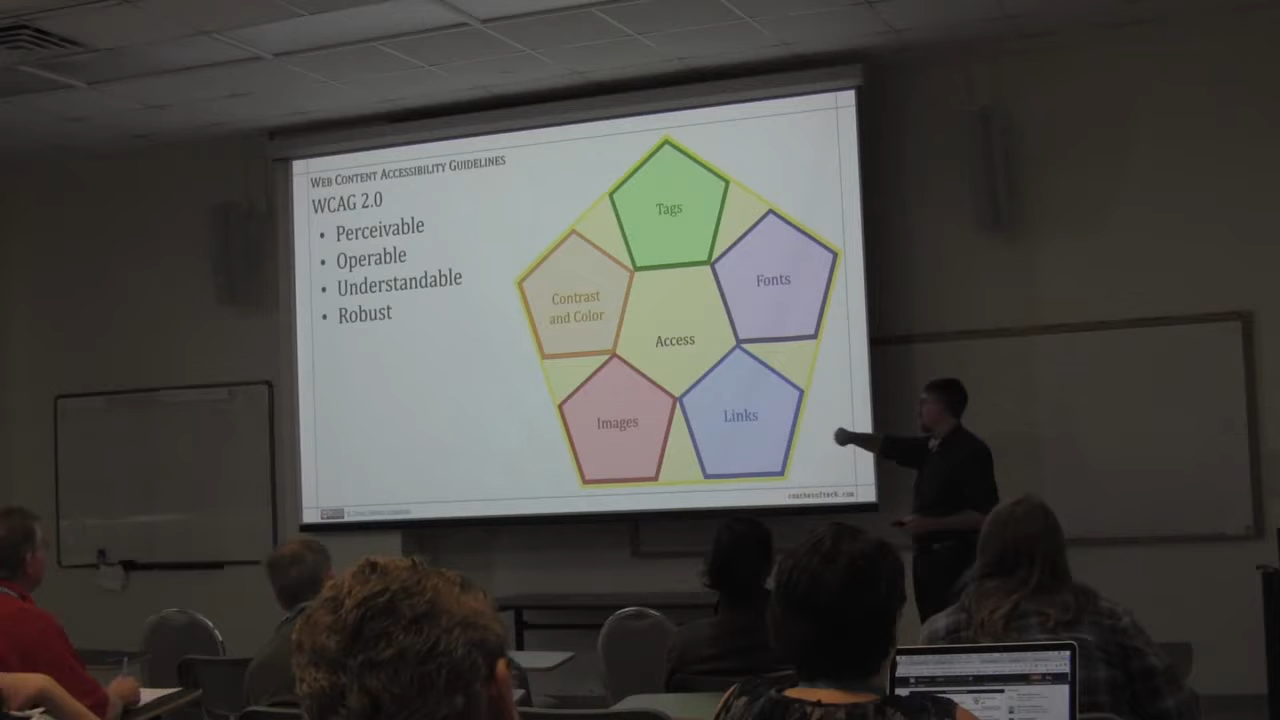 WEB CONTENT ACCESSIBILITY GUIDELINES
WCAG 2.0
• Perceivable
• Operable
• Understandable
• Robust
Tags
Fonts
Contrast
and Color
Access
Images
Links
coachesoftech.com